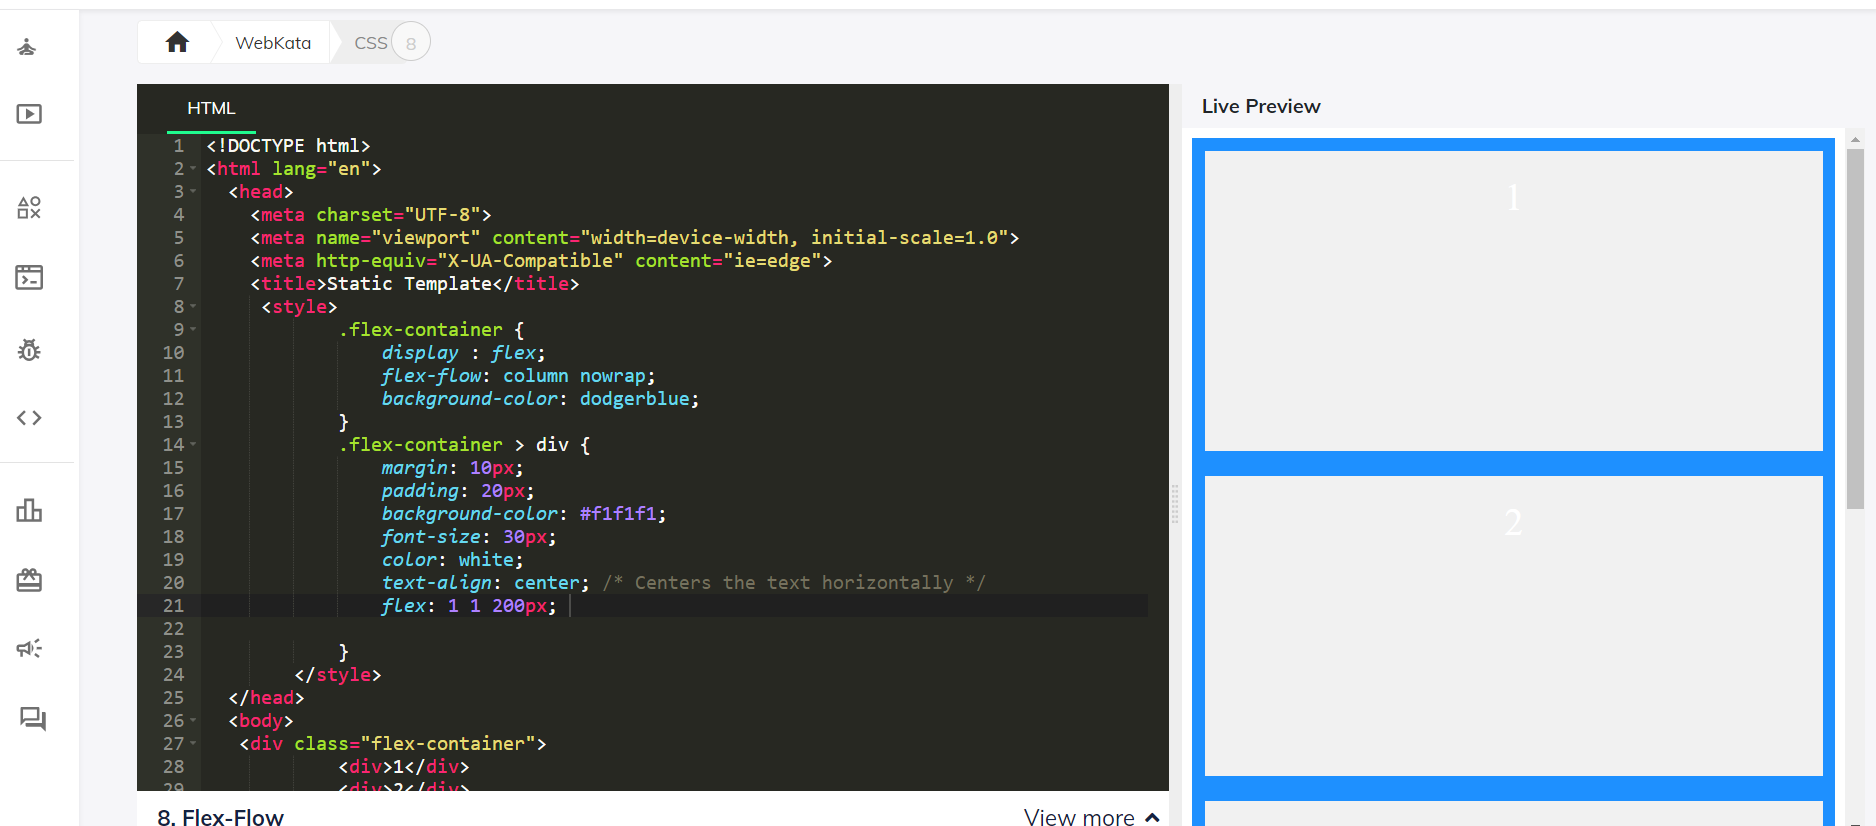 WebKata
CSS 8
HTML
1 <!DOCTYPE html>
2 <html lang="en">
3 <head>
4 <meta charset="UTF-8">
5 <meta name="viewport" content="width=device-width, initial-scale=1.0">
6 <meta http-equiv="X-UA-Compatible" content="ie=edge">
7 <title>Static Template</title>
8 <style>
9 .flex-container {
10 display : flex;
11 flex-flow: column nowrap;
12 background-color: dodgerblue;
13 }
14 .flex-container > div {
15 margin: 10px;
16 padding: 20px;
17 background-color: #f1f1f1;
18 font-size: 30px;
19 color: white;
20 text-align: center; /* Centers the text horizontally */
21 flex: 1 1 200px;
22
23 }
24 </style>
25 </head>
26 <body>
27 <div class="flex-container">
28 <div>1</div>
29 <div>2</div>
8. Flex-Flow
View more
Live Preview
1
2